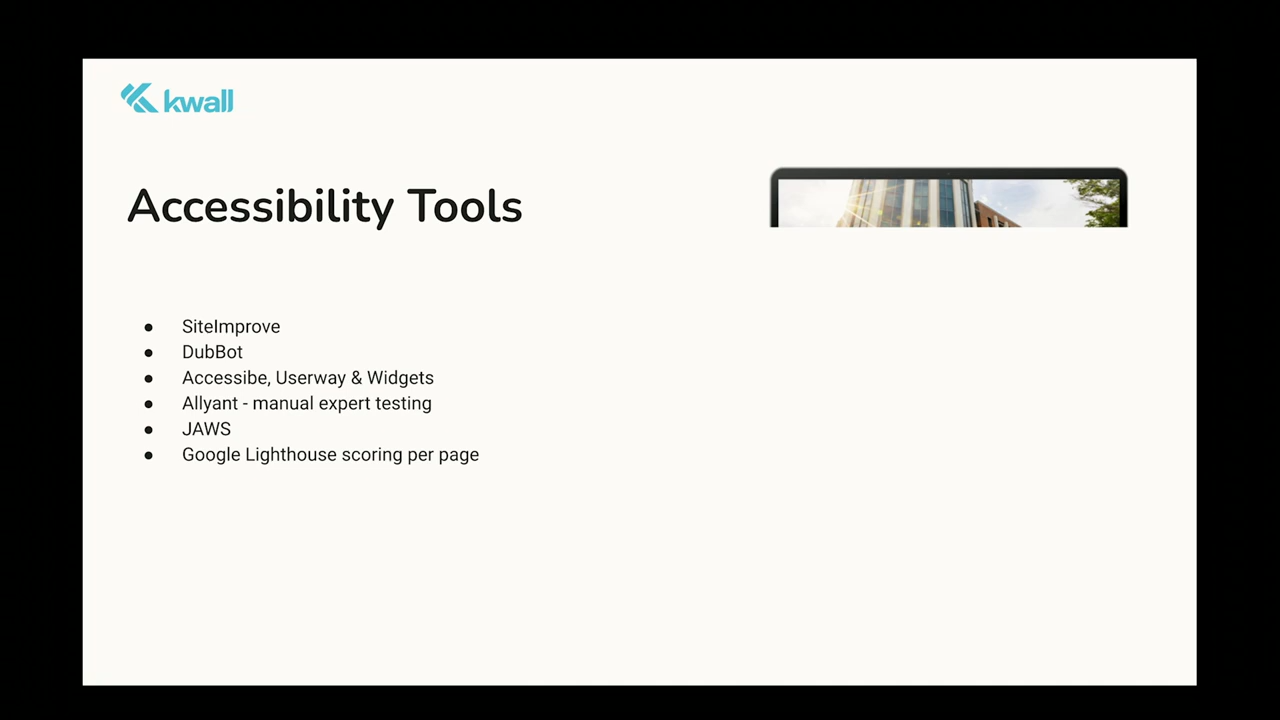 kwall
Accessibility Tools
● SiteImprove
● DubBot
● Accessibe, Userway & Widgets
● Allyant - manual expert testing
● JAWS
● Google Lighthouse scoring per page